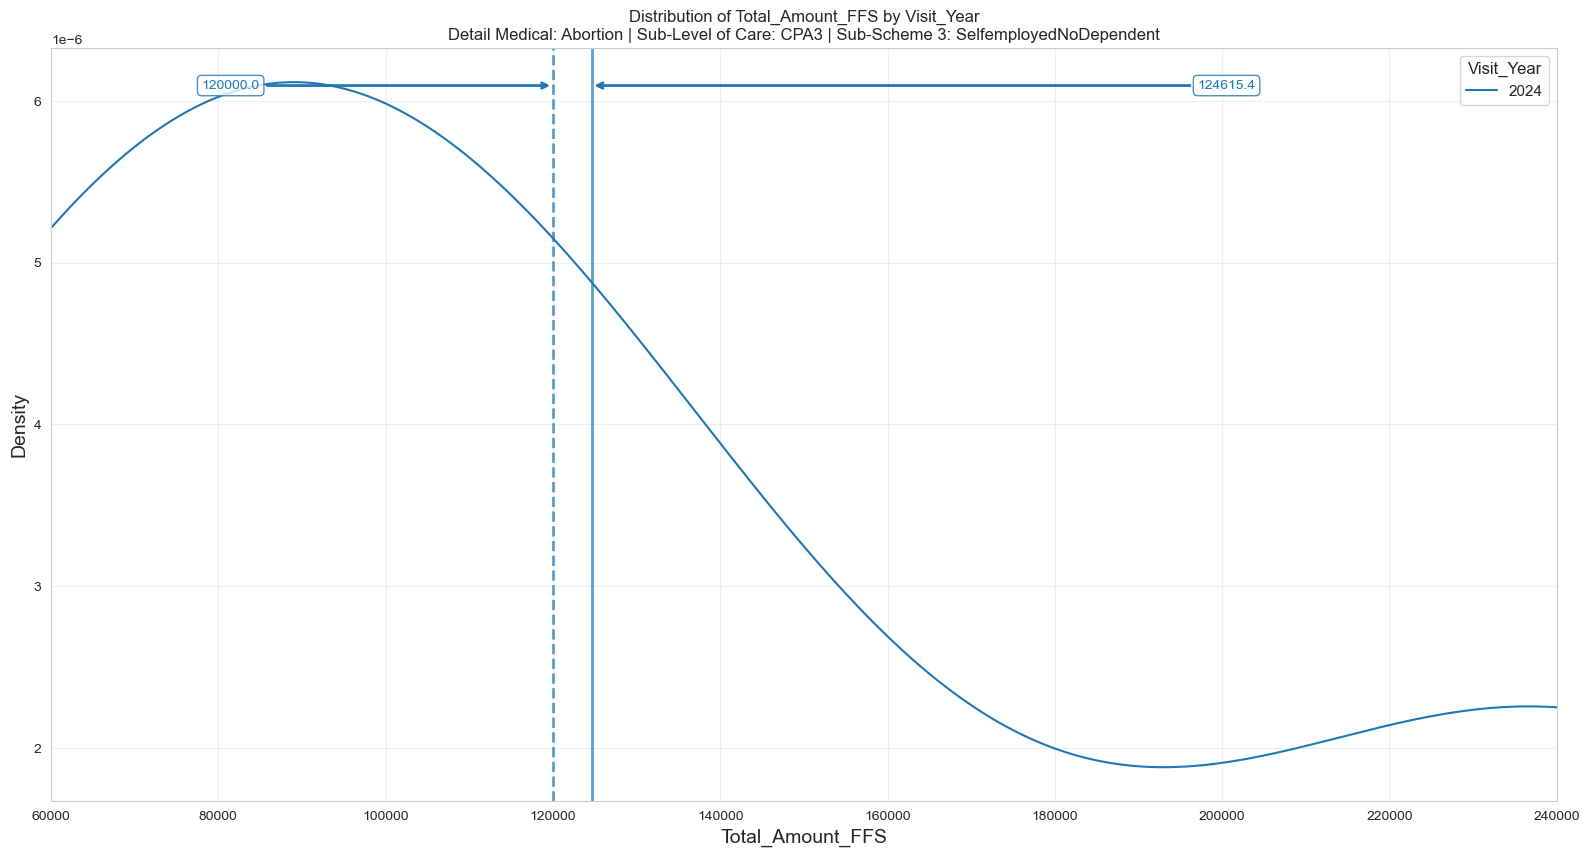 Distribution of Total_Amount_FFS by Visit_Year
Detail Medical: Abortion | Sub-Level of Care: CPA3 | Sub-Scheme 3: SelfemployedNoDependent
1e−6
Visit_Year
2024
120000.0
124615.4
6
5
4
3
2
Density
60000 80000 100000 120000 140000 160000 180000 200000 220000 240000
Total_Amount_FFS